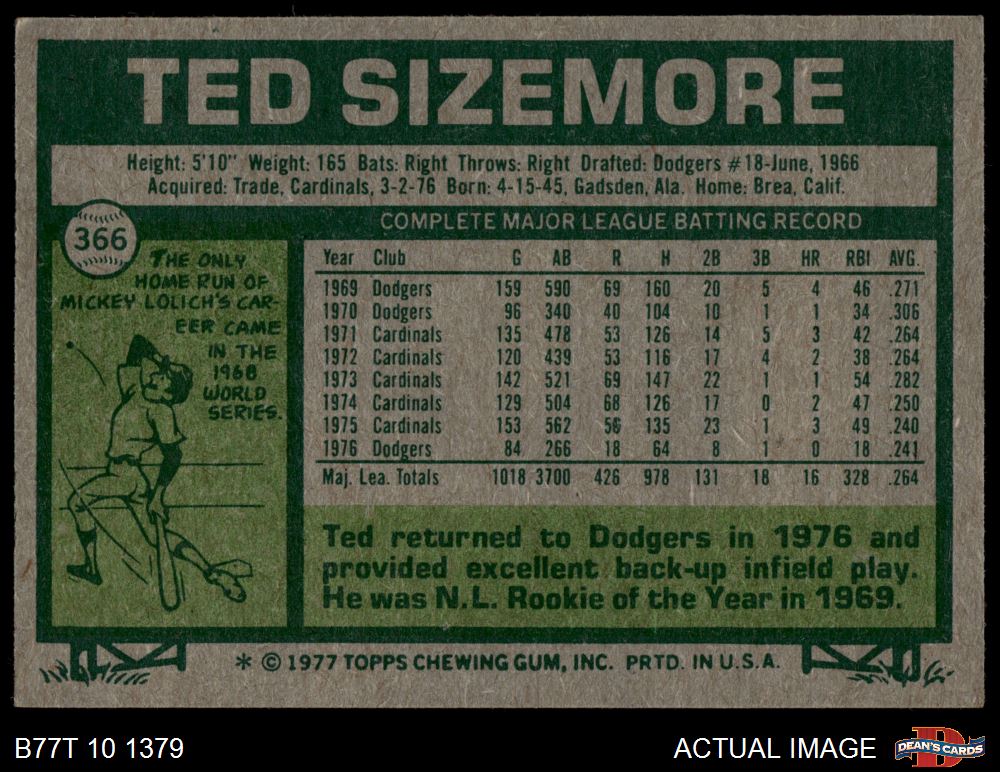 TED SIZEMORE
Height: 5'10" Weight: 165 Bats: Right Throws: Right Drafted: Dodgers #18-June, 1966
Acquired: Trade, Cardinals, 3-2-76 Born: 4-15-45, Gadsden, Ala. Home: Brea, Calif.
366
THE ONLY
HOME RUN OF
MICKEY LOLICH'S CAR-
EER CAME
IN THE
1968
WORLD
SERIES.
COMPLETE MAJOR LEAGUE BATTING RECORD
Year Club G AB R H 2B 3B HR RBI AVG.
1969 Dodgers 159 590 69 160 20 5 4 46 .271
1970 Dodgers 96 340 40 104 10 1 1 34 .306
1971 Cardinals 135 478 53 126 14 5 3 42 .264
1972 Cardinals 120 439 53 116 17 4 2 38 .264
1973 Cardinals 142 521 69 147 22 1 1 54 .282
1974 Cardinals 129 504 68 126 17 0 2 47 .250
1975 Cardinals 153 562 56 135 23 1 3 49 .240
1976 Dodgers 84 266 18 64 8 1 0 18 .241
Maj. Lea. Totals 1018 3700 426 978 131 18 16 328 .264
Ted returned to Dodgers in 1976 and
provided excellent back-up infield play.
He was N.L. Rookie of the Year in 1969.
* © 1977 TOPPS CHEWING GUM, INC. PRTD. IN U.S.A.
B77T 10 1379
ACTUAL IMAGE
D
DEAN'S CARDS